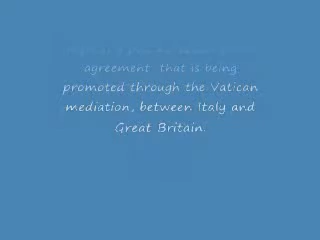 agreement that is being
promoted through the Vatican
mediation, between Italy and
Great Britain.